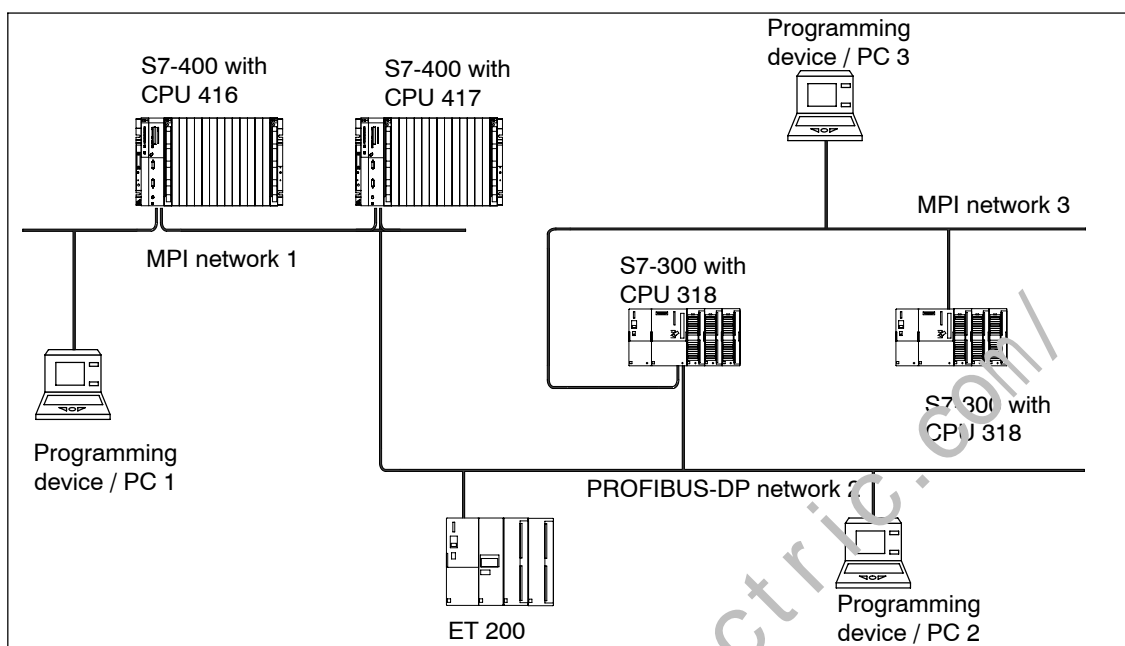 Programming
device / PC 3
S7-400 with
CPU 416
S7-400 with
CPU 417
MPI network 3
MPI network 1
S7-300 with
CPU 318
S7-300 with
CPU 318
Programming
device / PC 1
PROFIBUS-DP network 2
ET 200
Programming
device / PC 2
ctric.com/